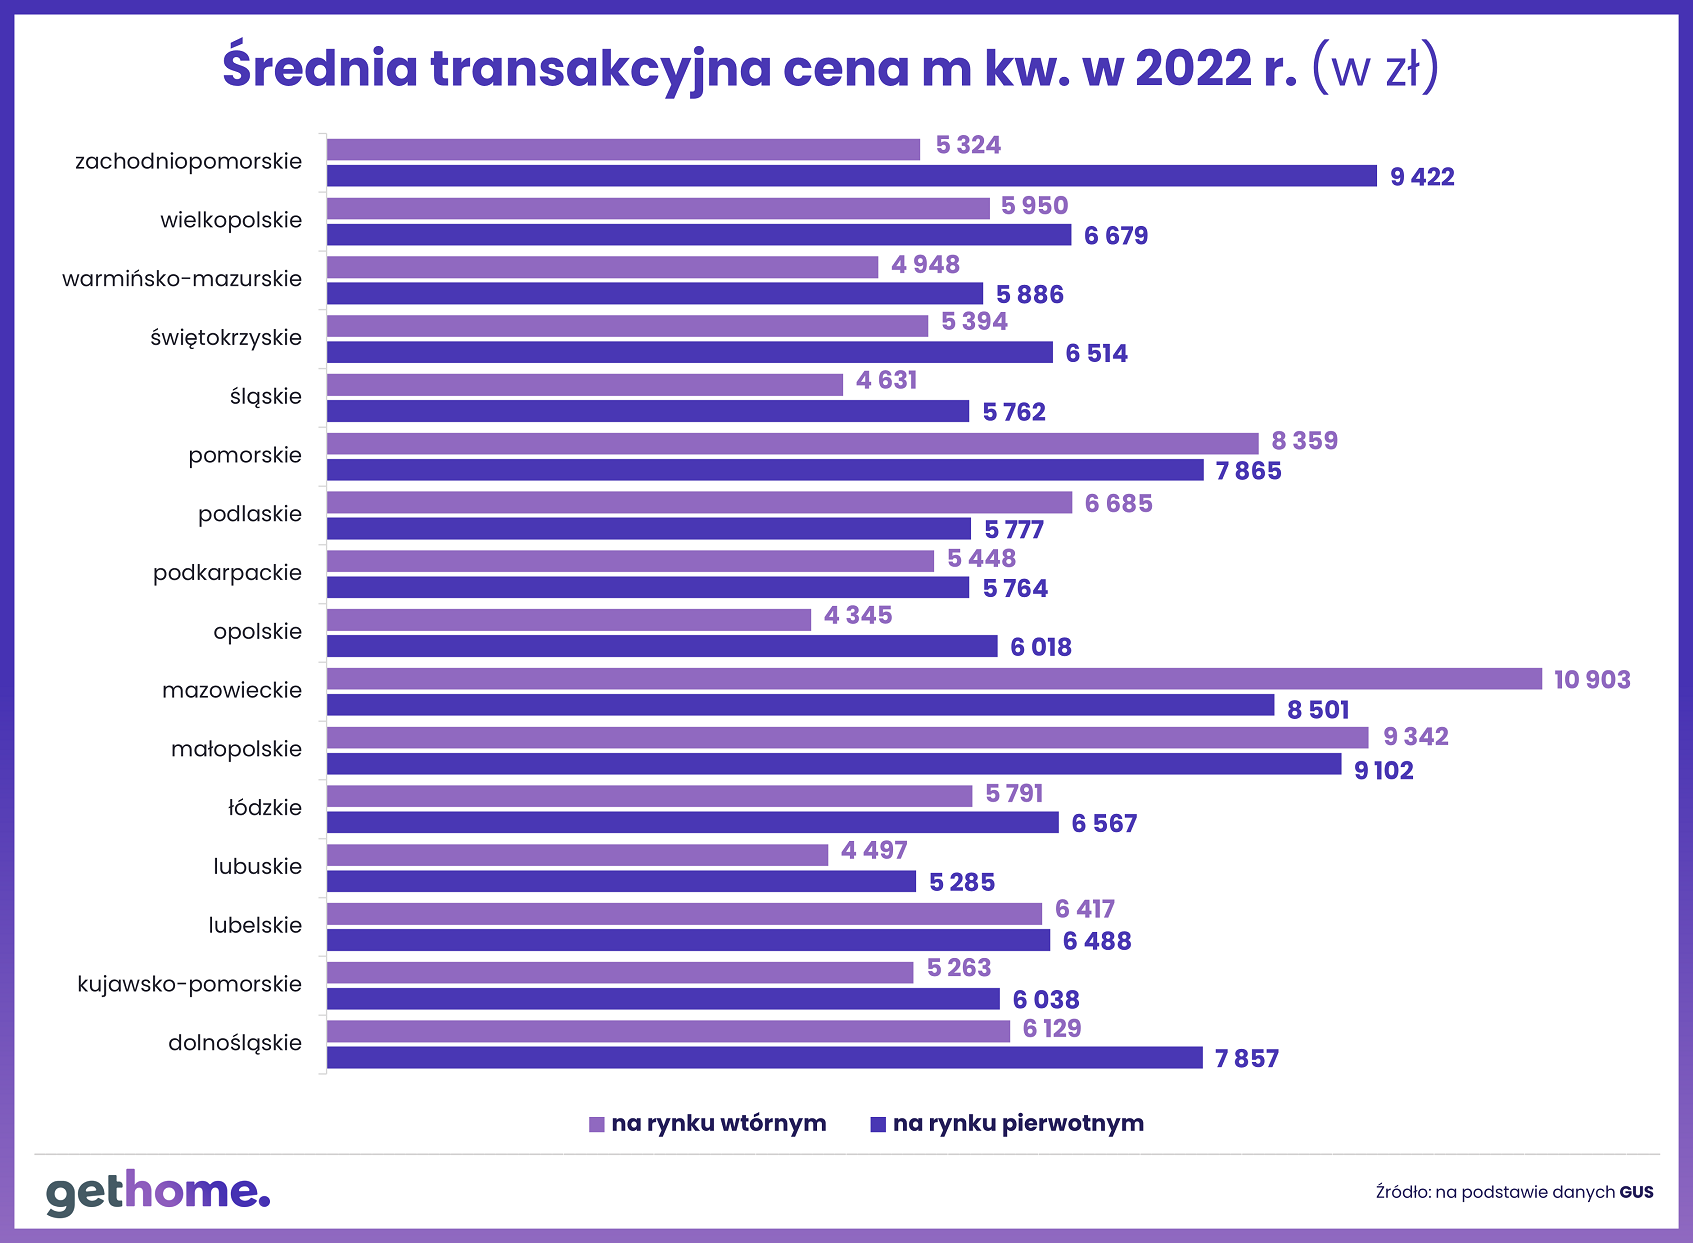 Średnia transakcyjna cena m kw. w 2022 r. (w zł)
zachodniopomorskie
5 324
9 422
wielkopolskie
5 950
6 679
warmińsko-mazurskie
4 948
5 886
świętokrzyskie
5 394
6 514
śląskie
4 631
5 762
pomorskie
8 359
7 865
podlaskie
6 685
5 777
podkarpackie
5 448
5 764
opolskie
4 345
6 018
mazowieckie
10 903
8 501
małopolskie
9 342
9 102
łódzkie
5 791
6 567
lubuskie
4 497
5 285
lubelskie
6 417
6 488
kujawsko-pomorskie
5 263
6 038
dolnośląskie
6 129
7 857
na rynku wtórnym
na rynku pierwotnym
gethome.
Źródło: na podstawie danych GUS